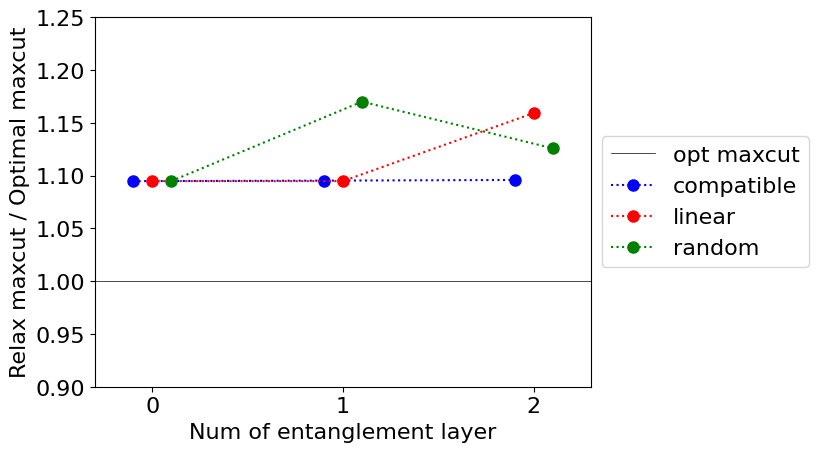 1.25
1.20
1.15
1.10
1.05
1.00
0.95
0.90
Relax maxcut / Optimal maxcut
0 1 2
Num of entanglement layer
opt maxcut
compatible
linear
random